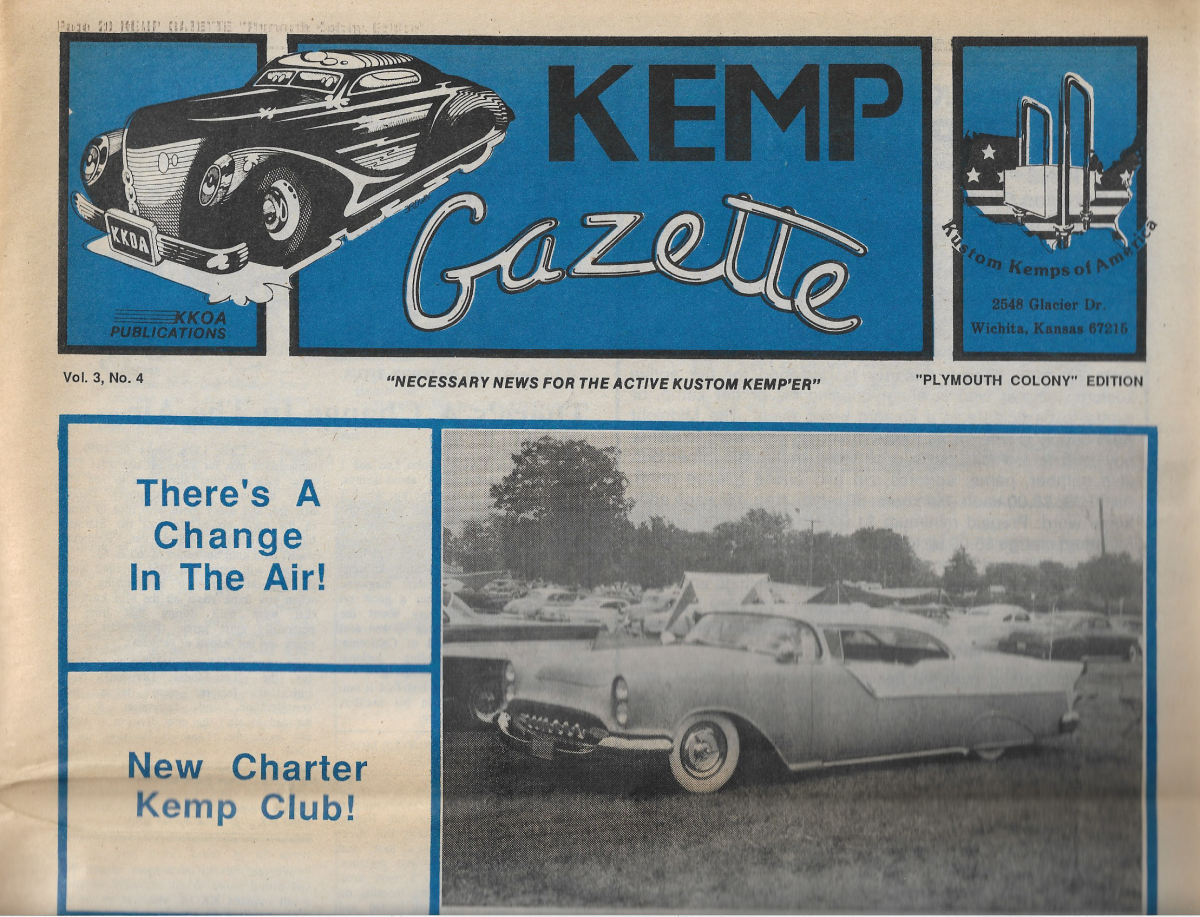 KEMP
Gazette
KKOA
KKOA
PUBLICATIONS
Kustom Kemps of America
2548 Glacier Dr.
Wichita, Kansas 67215
Vol. 3, No. 4
"NECESSARY NEWS FOR THE ACTIVE KUSTOM KEMP'ER"
"PLYMOUTH COLONY" EDITION
There's A
Change
In The Air!
New Charter
Kemp Club!